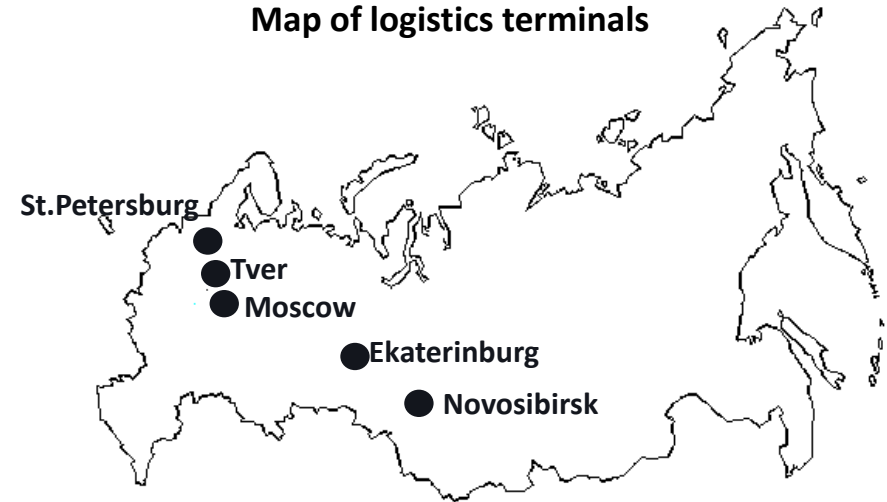 Map of logistics terminals
St.Petersburg
Tver
Moscow
Ekaterinburg
Novosibirsk